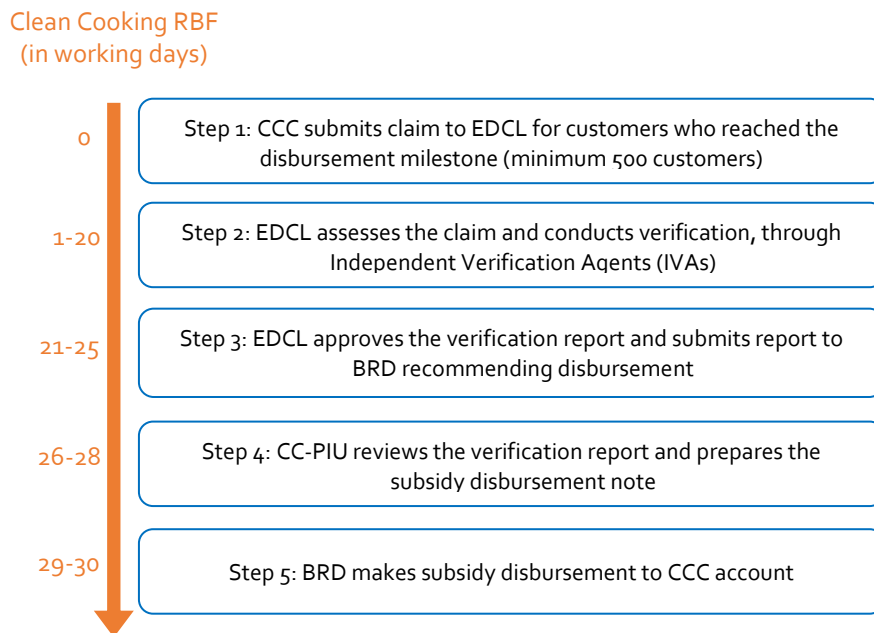 Clean Cooking RBF
(in working days)
0
Step 1: CCC submits claim to EDCL for customers who reached the
disbursement milestone (minimum 500 customers)
1-20
Step 2: EDCL assesses the claim and conducts verification, through
Independent Verification Agents (IVAs)
21-25
Step 3: EDCL approves the verification report and submits report to
BRD recommending disbursement
26-28
Step 4: CC-PIU reviews the verification report and prepares the
subsidy disbursement note
29-30
Step 5: BRD makes subsidy disbursement to CCC account